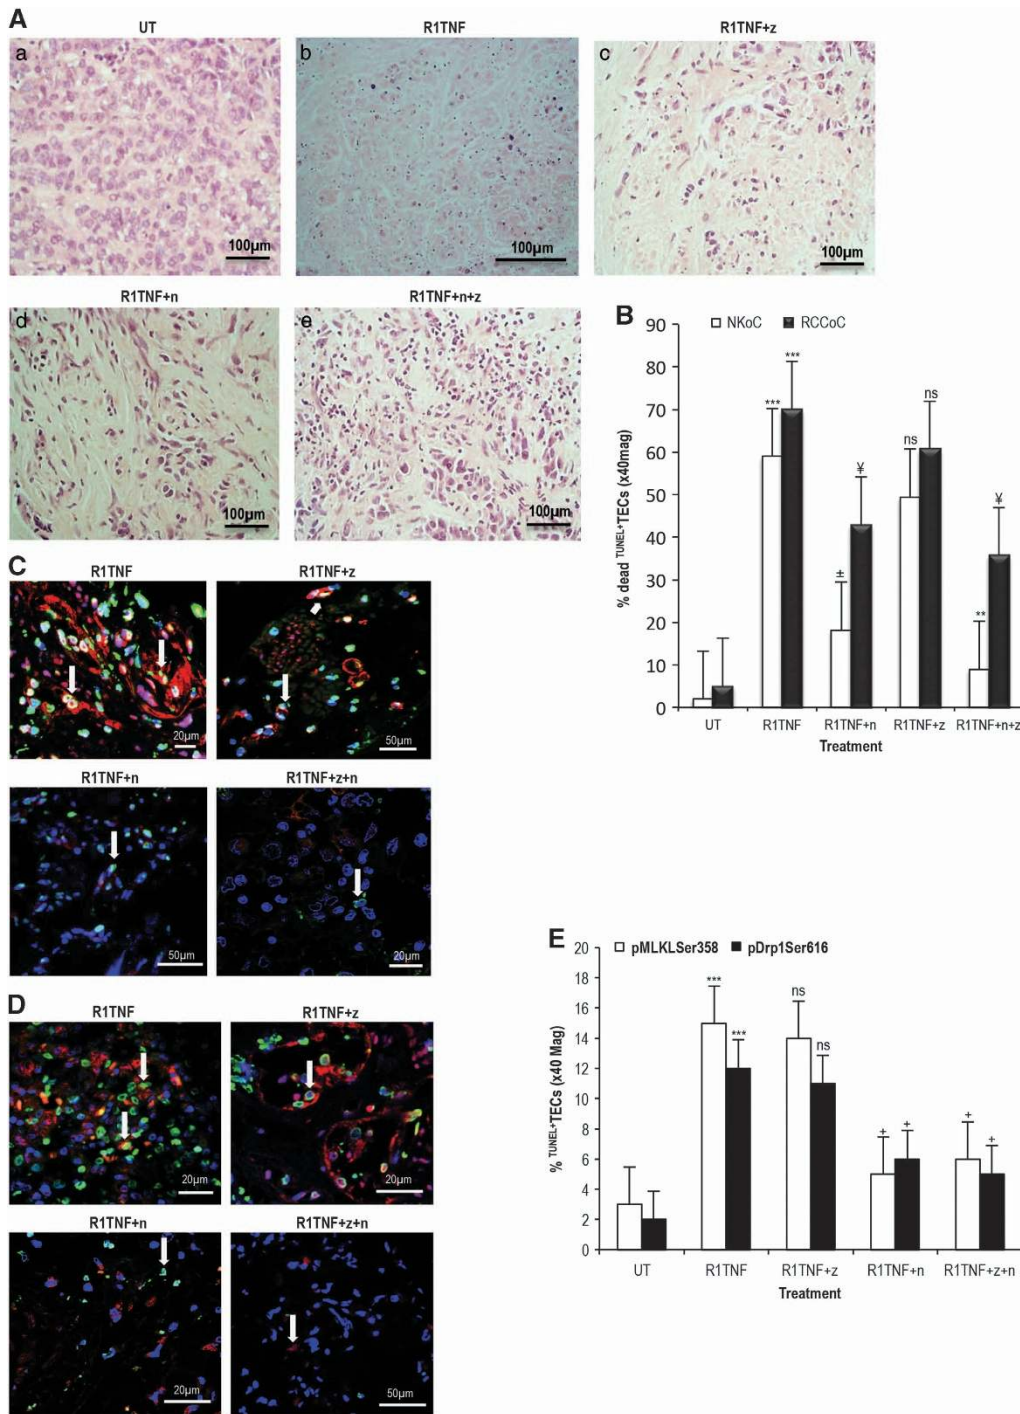 A
UT
R1TNF
R1TNF+z
a
b
c
100µm
100µm
100µm
R1TNF+n
R1TNF+n+z
d
e
100µm
100µm
B
90
80
70
60
50
40
30
20
10
0
NKoC
RCCoC
***
***
±
¥
ns
ns
**
¥
% dead TUNEL+TECs (x40mag)
UT
R1TNF
R1TNF+n
R1TNF+z
R1TNF+n+z
Treatment
C
R1TNF
R1TNF+z
20µm
50µm
R1TNF+n
R1TNF+z+n
50µm
20µm
D
R1TNF
R1TNF+z
20µm
20µm
R1TNF+n
R1TNF+z+n
20µm
50µm
E
20
18
16
14
12
10
8
6
4
2
0
pMLKLSer358
pDrp1Ser616
***
***
ns
ns
+
+
+
+
% TUNEL+TECs (x40 Mag)
UT
R1TNF
R1TNF+z
R1TNF+n
R1TNF+z+n
Treatment